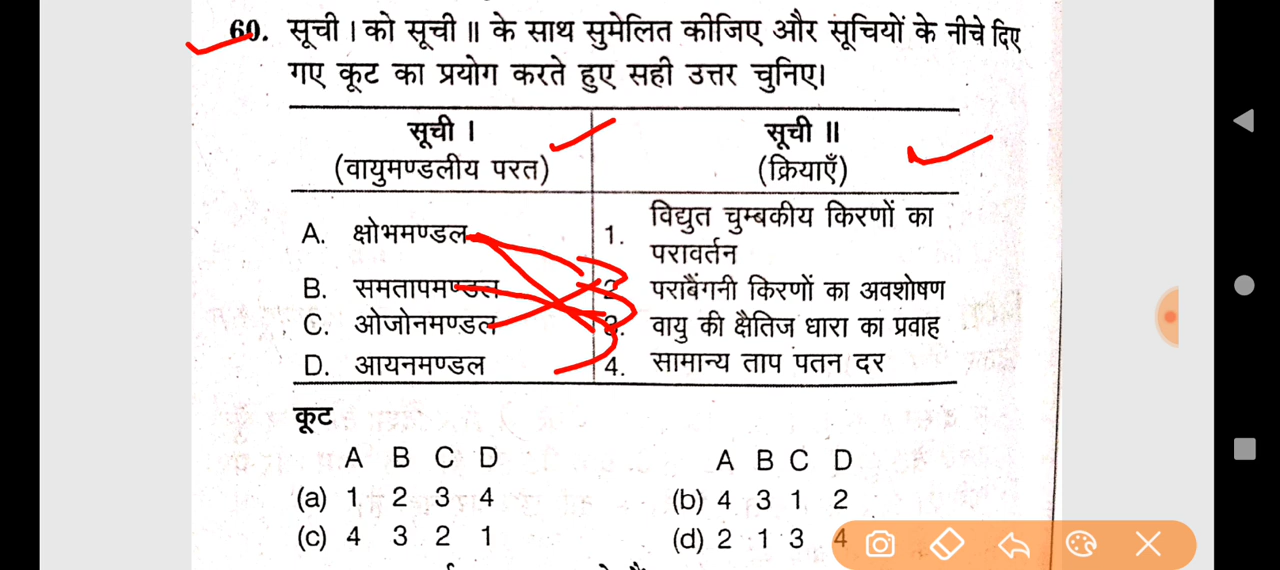 60. सूची I को सूची II के साथ सुमेलित कीजिए और सूचियों के नीचे दिए
गए कूट का प्रयोग करते हुए सही उत्तर चुनिए।
सूची I सूची II
(वायुमण्डलीय परत) (क्रियाएँ)
A. क्षोभमण्डल 1. विद्युत चुम्बकीय किरणों का
परावर्तन
B. समतापमण्डल 2. पराबैंगनी किरणों का अवशोषण
C. ओजोनमण्डल 3. वायु की क्षैतिज धारा का प्रवाह
D. आयनमण्डल 4. सामान्य ताप पतन दर
कूट
A B C D A B C D
(a) 1 2 3 4 (b) 4 3 1 2
(c) 4 3 2 1 (d) 2 1 3 4